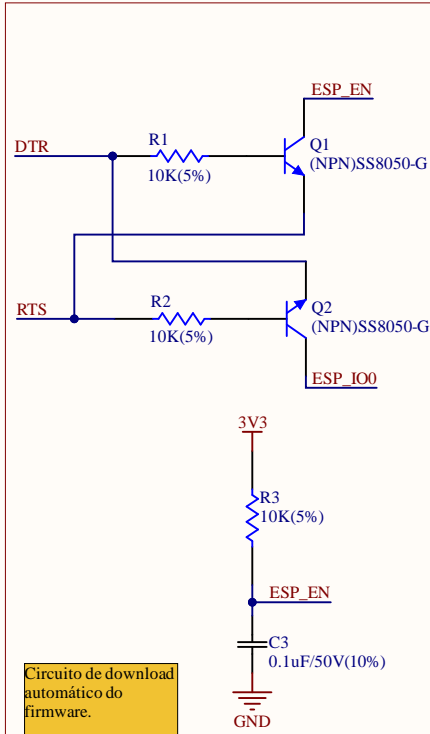 ESP_EN
DTR
R1
10K(5%)
Q1
(NPN)SS8050-G
RTS
R2
10K(5%)
Q2
(NPN)SS8050-G
ESP_IO0
3V3
R3
10K(5%)
ESP_EN
C3
0.1uF/50V(10%)
GND
Circuito de download
automático do
firmware.